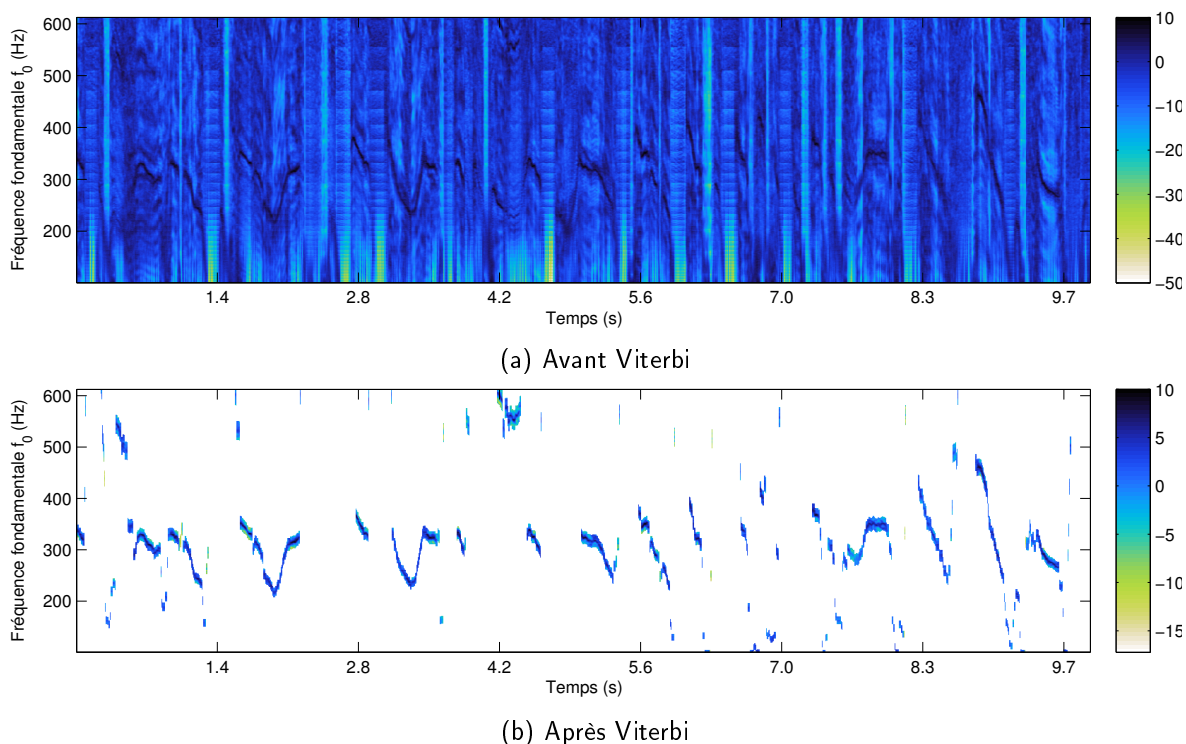 600
500
400
300
200
Fréquence fondamentale f0 (Hz)
1.4 2.8 4.2 5.6 7.0 8.3 9.7
Temps (s)
10
0
−10
−20
−30
−40
−50
(a) Avant Viterbi
600
500
400
300
200
Fréquence fondamentale f0 (Hz)
1.4 2.8 4.2 5.6 7.0 8.3 9.7
Temps (s)
10
5
0
−5
−10
−15
(b) Après Viterbi